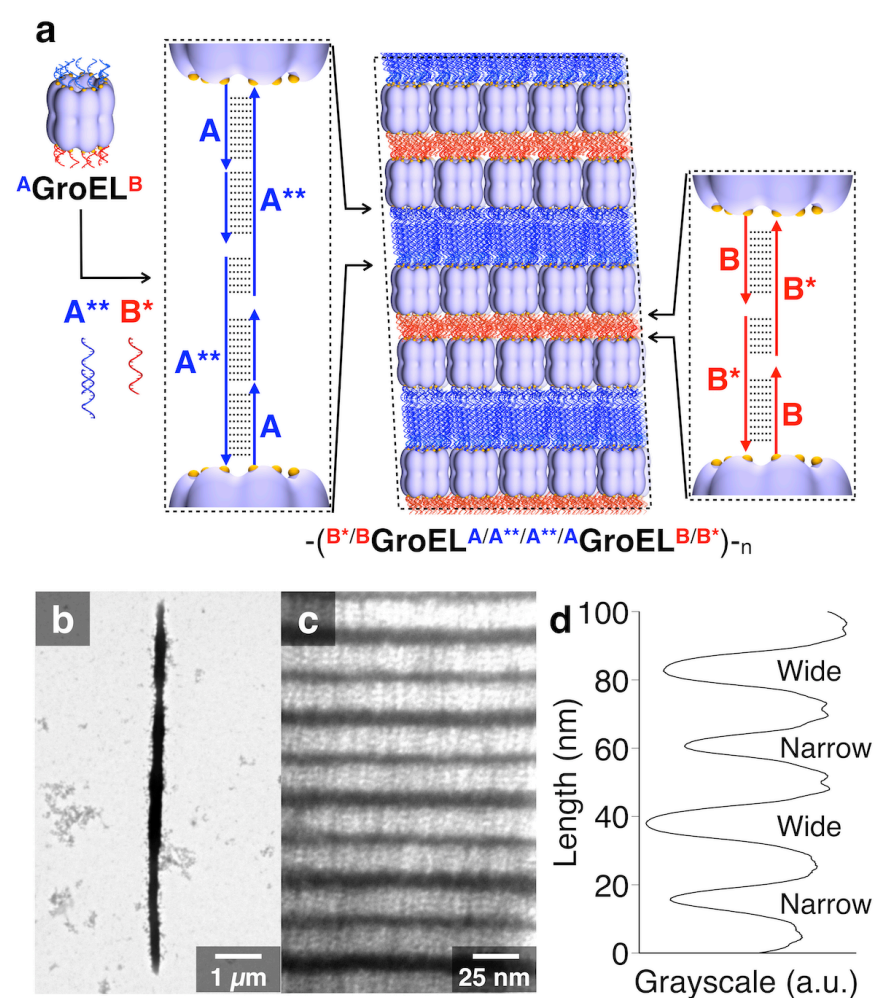 a
AGroELB
A** B*
A
A**
A**
A
B
B*
B*
B
-(B*/BGroELA/A**/A**/AGroELB/B*)-n
b
1 µm
c
25 nm
d
100
80
60
40
20
0
Length (nm)
Wide
Narrow
Wide
Narrow
Grayscale (a.u.)